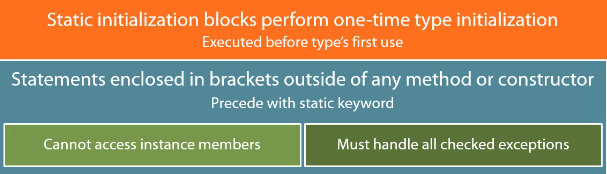 Static initialization blocks perform one-time type initialization
Executed before type's first use
Statements enclosed in brackets outside of any method or constructor
Precede with static keyword
Cannot access instance members
Must handle all checked exceptions